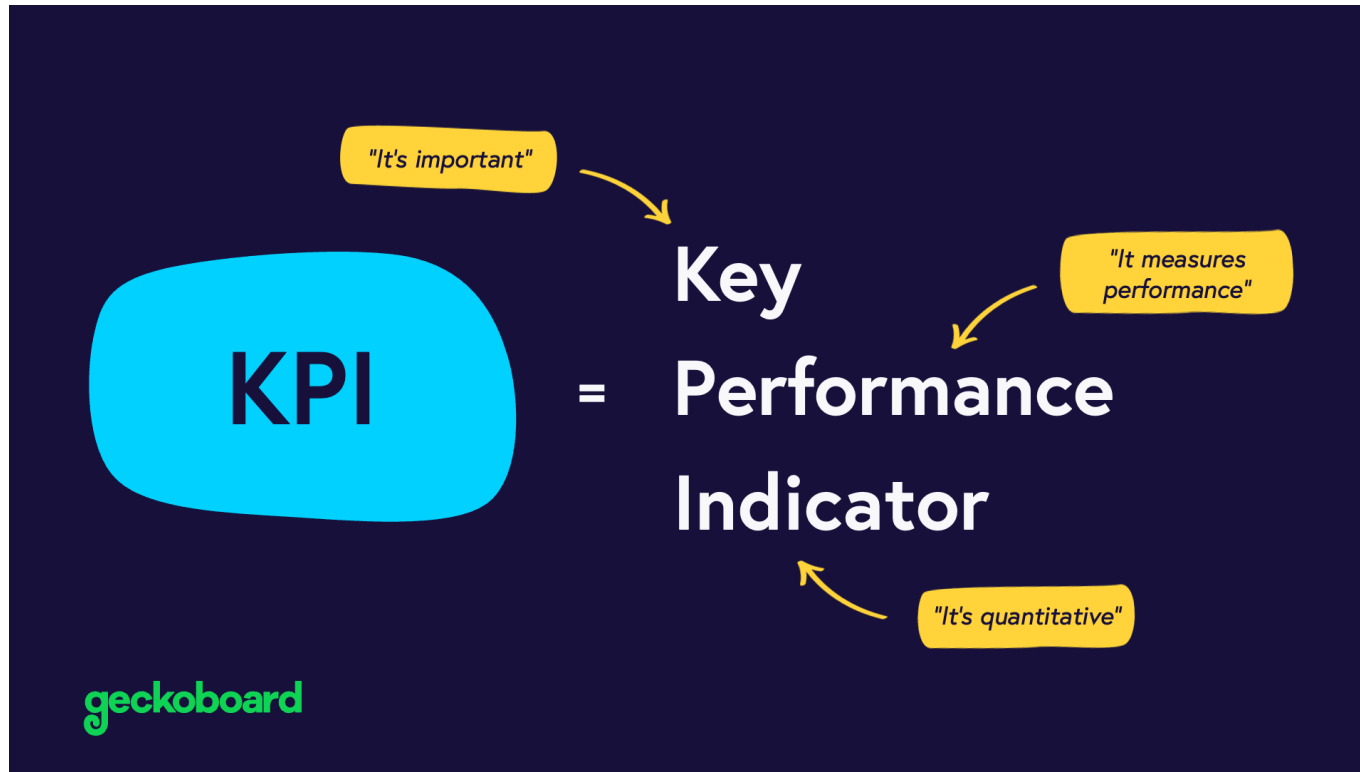 "It's important"
Key
"It measures
performance"
KPI
=
Performance
Indicator
"It's quantitative"
geckoboard